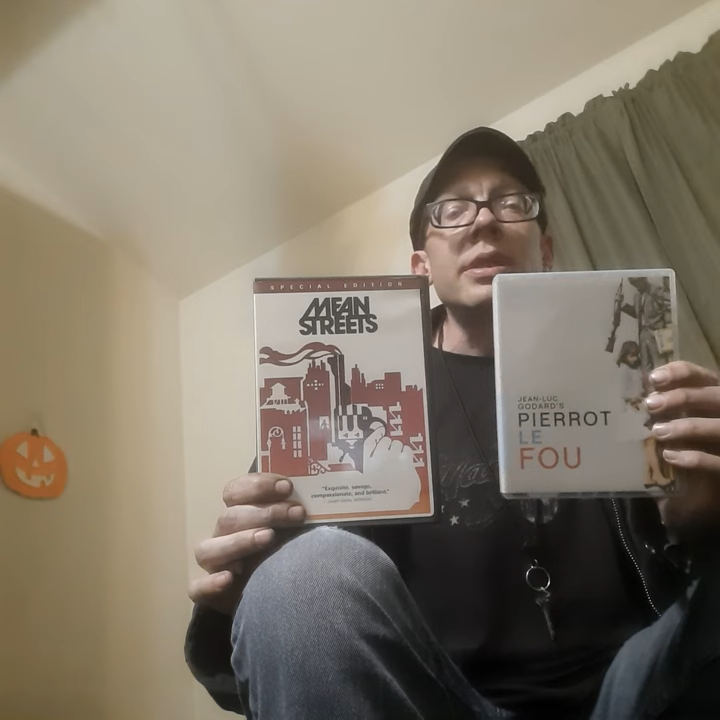 SPECIAL EDITION
MEAN
STREETS
"Exquisite, savage,
compassionate, and brilliant."
JEAN-LUC
GODARD'S
PIERROT
LE
FOU